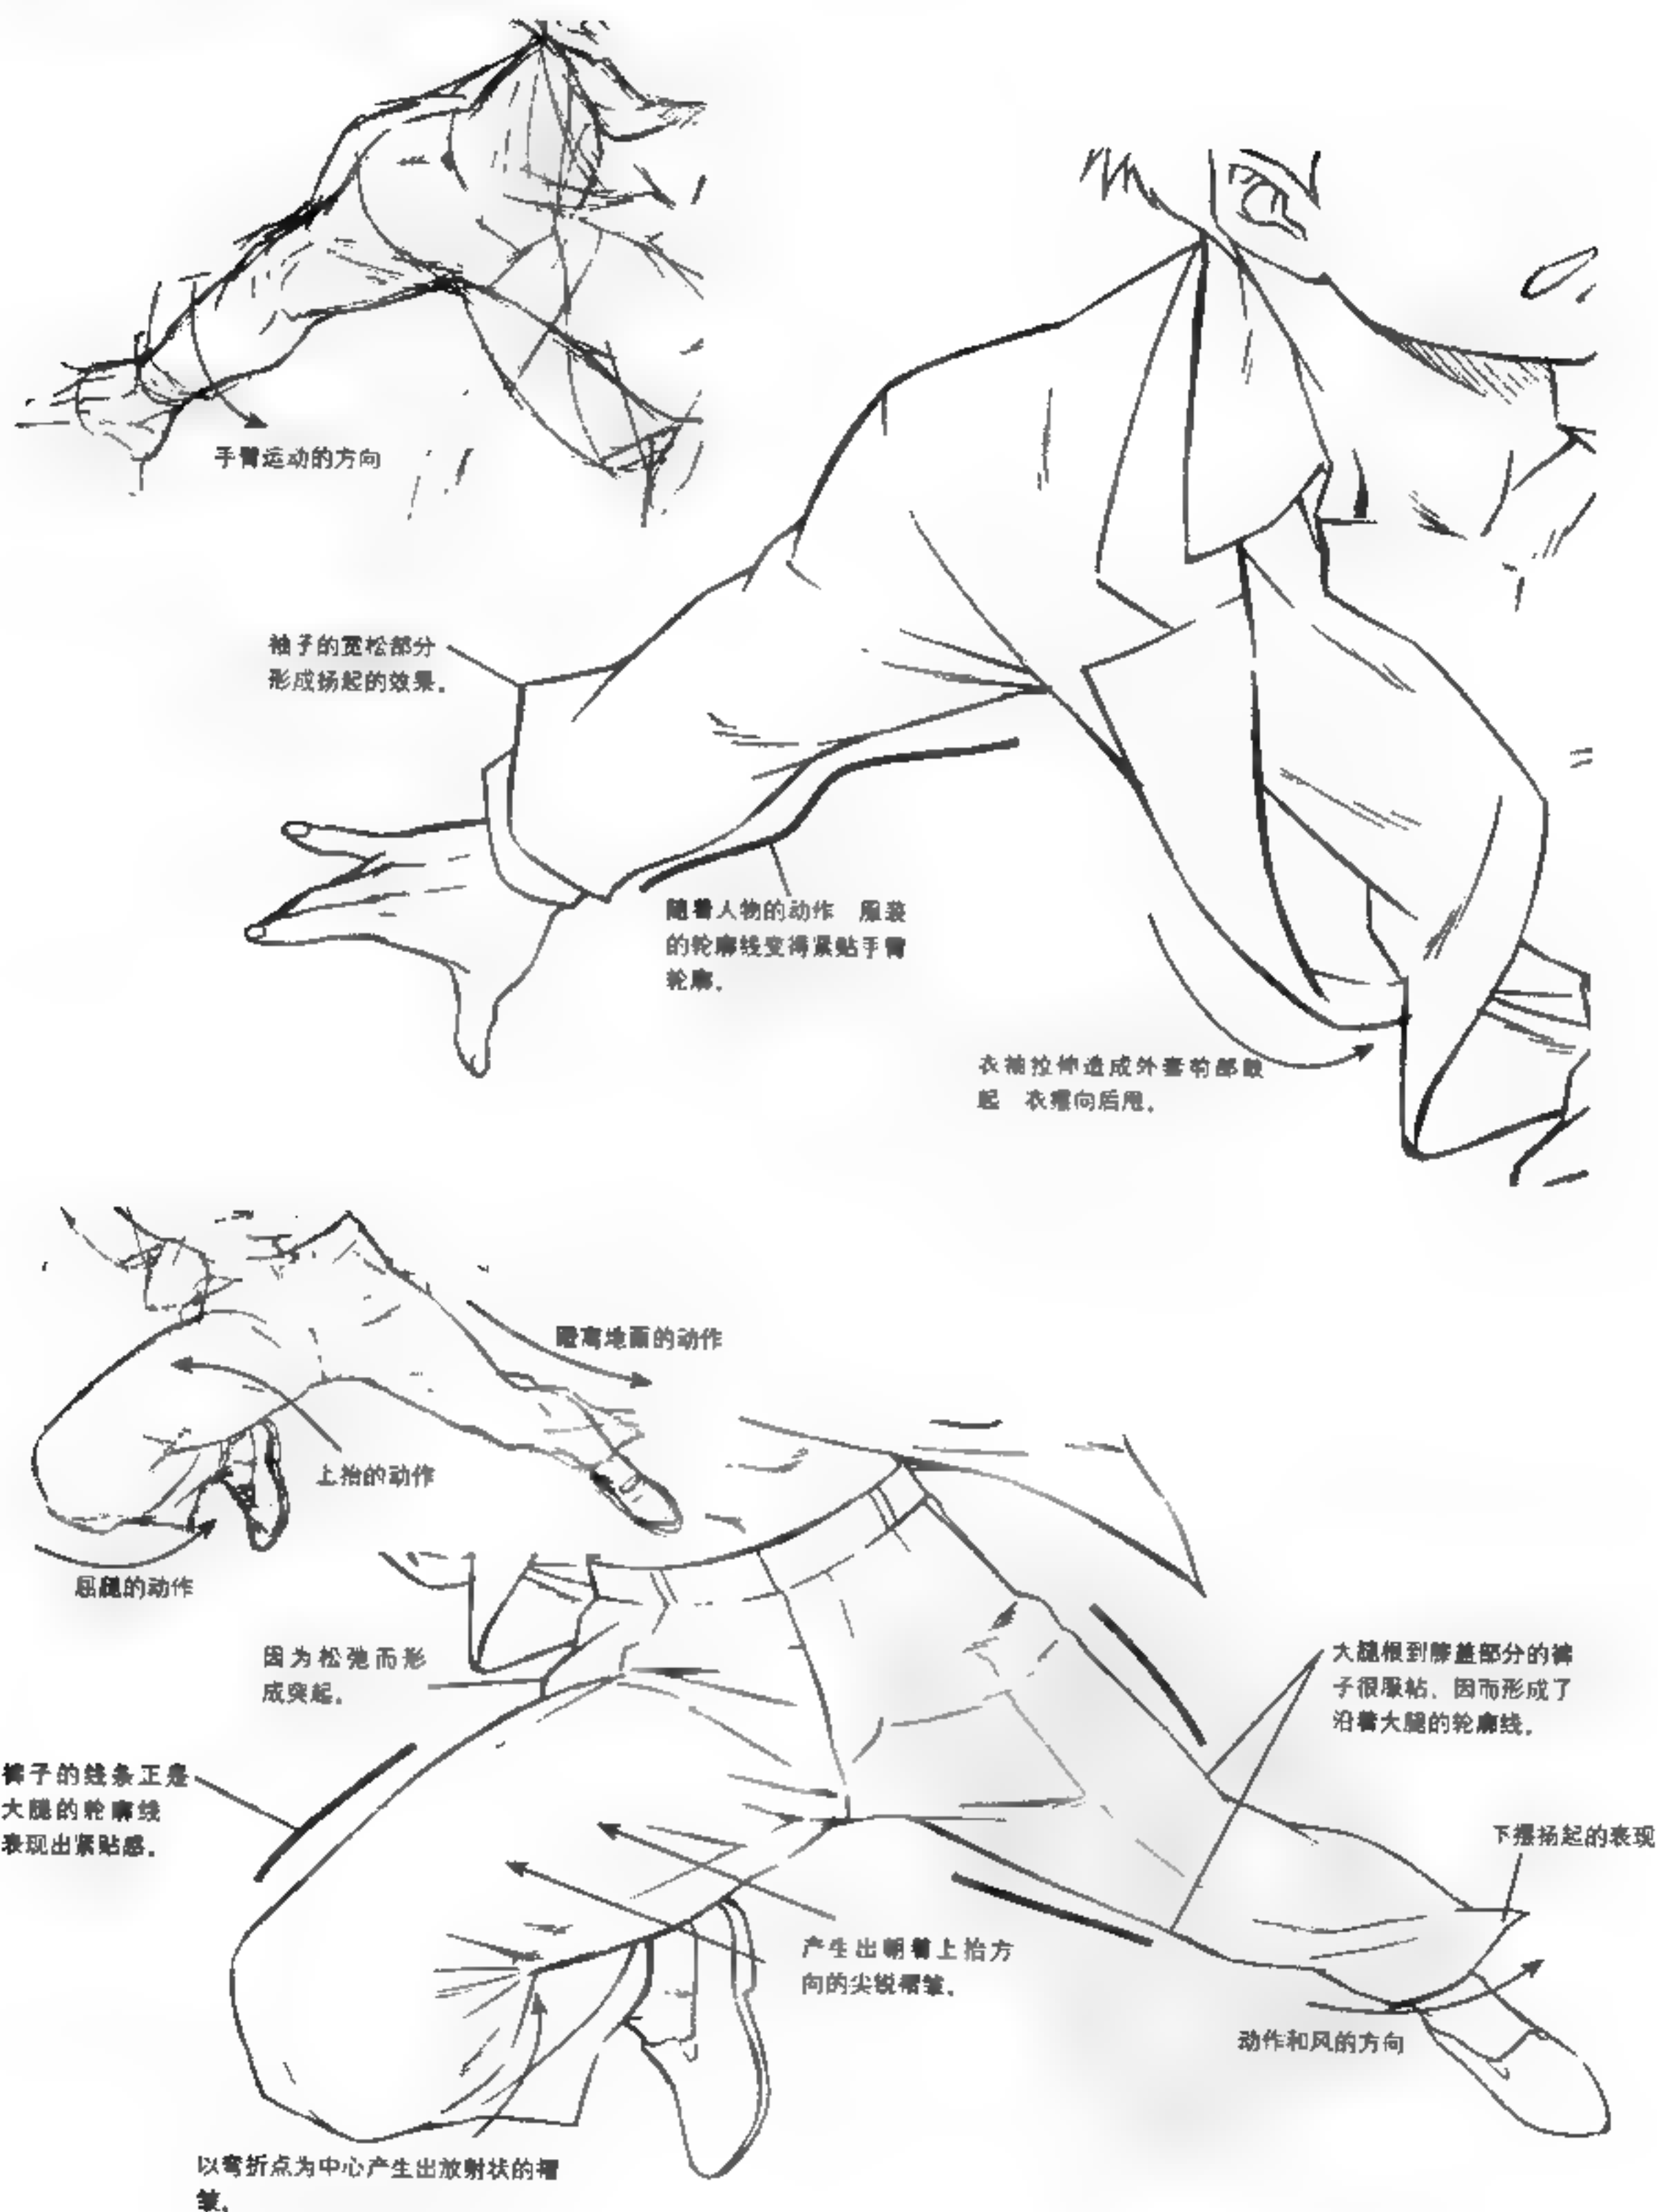 手臂运动的方向
袖子的宽松部分
形成扬起的效果。
随着人物的动作 服装
的轮廓线变得紧贴手臂
轮廓。
衣袖拉伸造成外套前部鼓
起 衣摆向后甩。
蹬离地面的动作
上抬的动作
屈腿的动作
因为松弛而形
成突起。
大腿根到膝盖部分的裤
子很服帖，因而形成了
沿着大腿的轮廓线。
裤子的线条正是
大腿的轮廓线
表现出紧贴感。
下摆扬起的表现
产生出朝着上抬方
向的尖锐褶皱。
动作和风的方向
以弯折点为中心产生出放射状的褶
皱。